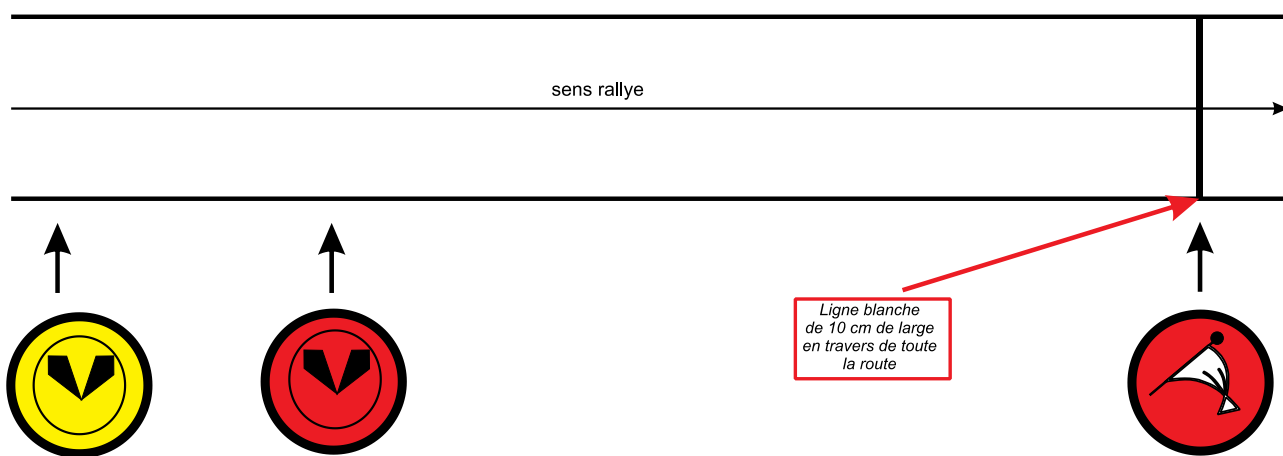 sens rallye
Ligne blanche
de 10 cm de large
en travers de toute
la route